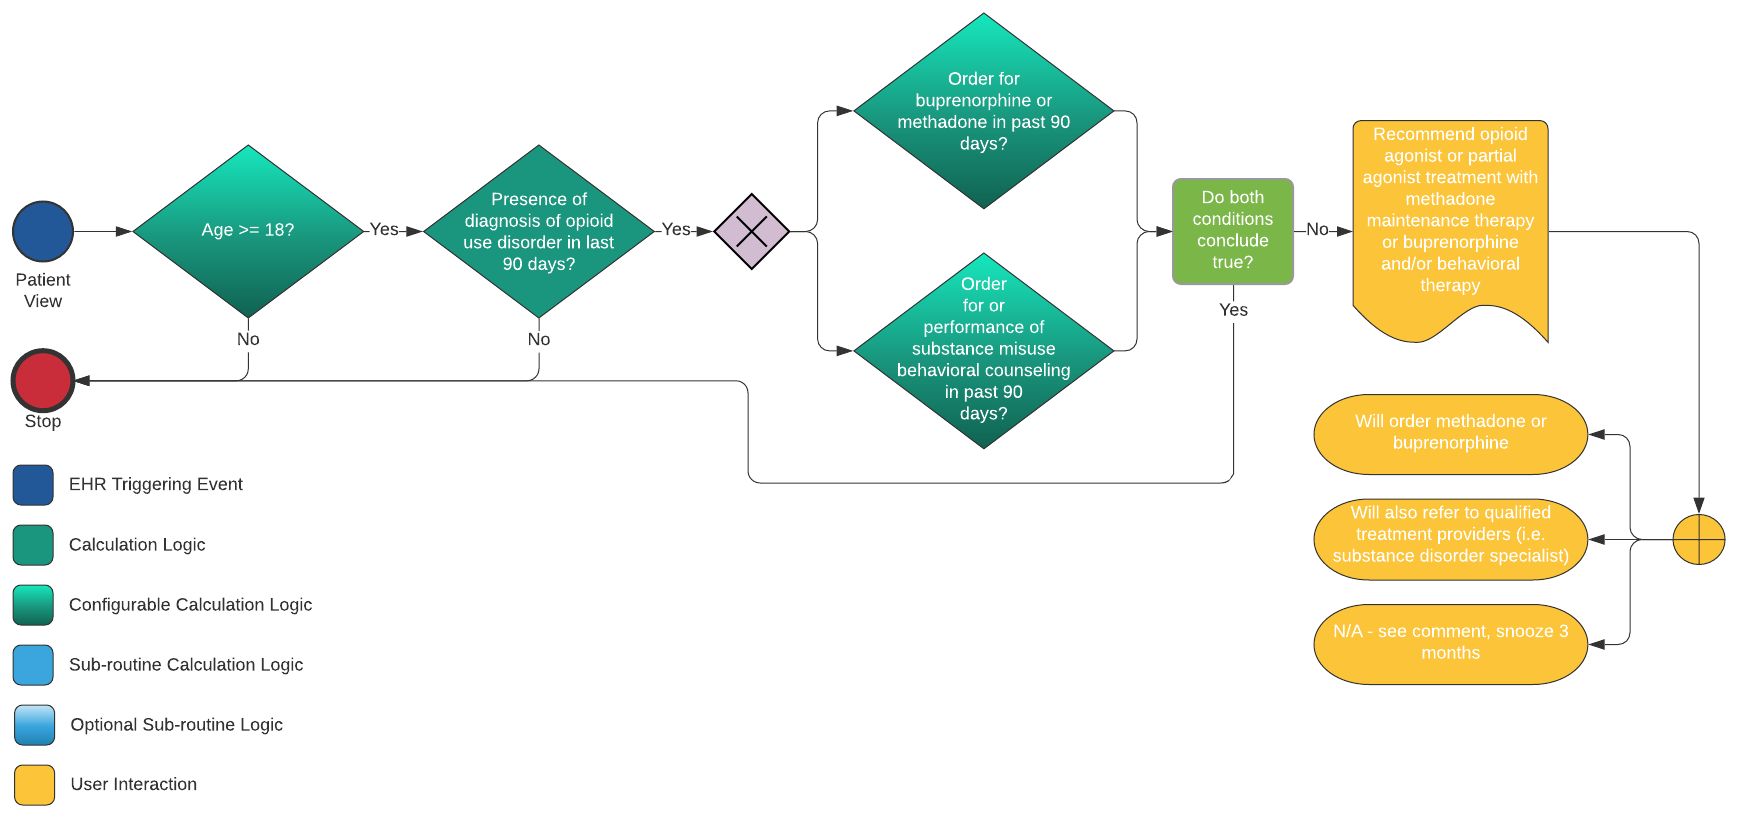 Patient
View
Age >= 18?
Yes
No
Presence of
diagnosis of opioid
use disorder in last
90 days?
Yes
No
Order for
buprenorphine or
methadone in past 90
days?
Order
for or
performance of
substance misuse
behavioral counseling
in past 90
days?
Do both
conditions
conclude
true?
No
Yes
Recommend opioid
agonist or partial
agonist treatment with
methadone
maintenance therapy
or buprenorphine
and/or behavioral
therapy
Will order methadone or
buprenorphine
Will also refer to qualified
treatment providers (i.e.
substance disorder specialist)
N/A - see comment, snooze 3
months
Stop
EHR Triggering Event
Calculation Logic
Configurable Calculation Logic
Sub-routine Calculation Logic
Optional Sub-routine Logic
User Interaction